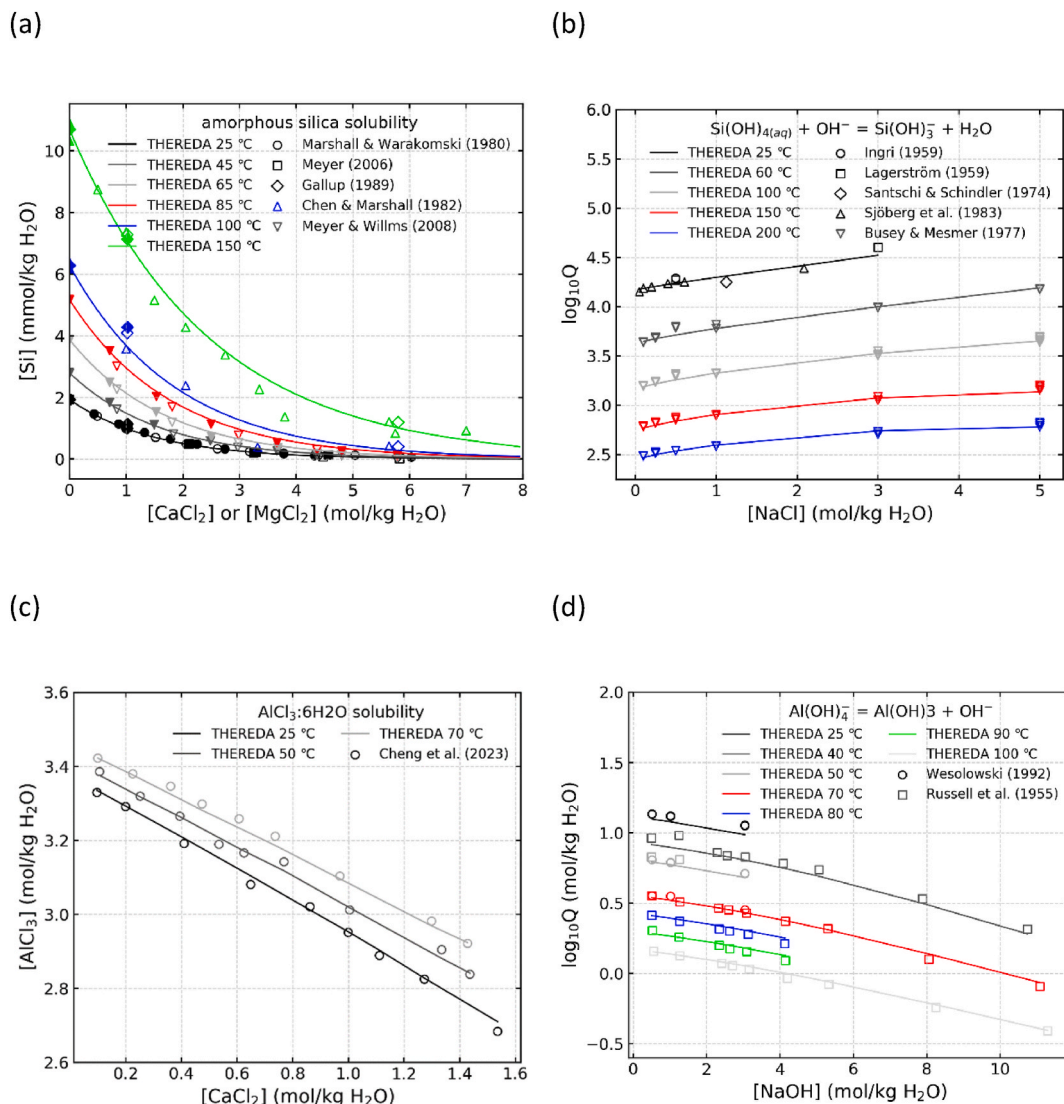 (a)
(b)
amorphous silica solubility
THEREDA 25 °C
THEREDA 45 °C
THEREDA 65 °C
THEREDA 85 °C
THEREDA 100 °C
THEREDA 150 °C
Marshall & Warakomski (1980)
Meyer (2006)
Gallup (1989)
Chen & Marshall (1982)
Meyer & Willms (2008)
[Si] (mmol/kg H₂O)
10
8
6
4
2
0
0 1 2 3 4 5 6 7 8
[CaCl₂] or [MgCl₂] (mol/kg H₂O)
Si(OH)₄₍aq₎ + OH⁻ = Si(OH)₃⁻ + H₂O
THEREDA 25 °C
THEREDA 60 °C
THEREDA 100 °C
THEREDA 150 °C
THEREDA 200 °C
Ingri (1959)
Lagerström (1959)
Santschi & Schindler (1974)
Sjöberg et al. (1983)
Busey & Mesmer (1977)
log₁₀Q
6.0
5.5
5.0
4.5
4.0
3.5
3.0
2.5
0 1 2 3 4 5
[NaCl] (mol/kg H₂O)
(c)
(d)
AlCl₃:6H2O solubility
THEREDA 25 °C
THEREDA 50 °C
THEREDA 70 °C
Cheng et al. (2023)
[AlCl₃] (mol/kg H₂O)
3.6
3.4
3.2
3.0
2.8
2.6
0.2 0.4 0.6 0.8 1.0 1.2 1.4 1.6
[CaCl₂] (mol/kg H₂O)
Al(OH)₄⁻ = Al(OH)3 + OH⁻
THEREDA 25 °C
THEREDA 40 °C
THEREDA 50 °C
THEREDA 70 °C
THEREDA 80 °C
THEREDA 90 °C
THEREDA 100 °C
Wesolowski (1992)
Russell et al. (1955)
log₁₀Q (mol/kg H₂O)
2.0
1.5
1.0
0.5
0.0
−0.5
0 2 4 6 8 10
[NaOH] (mol/kg H₂O)